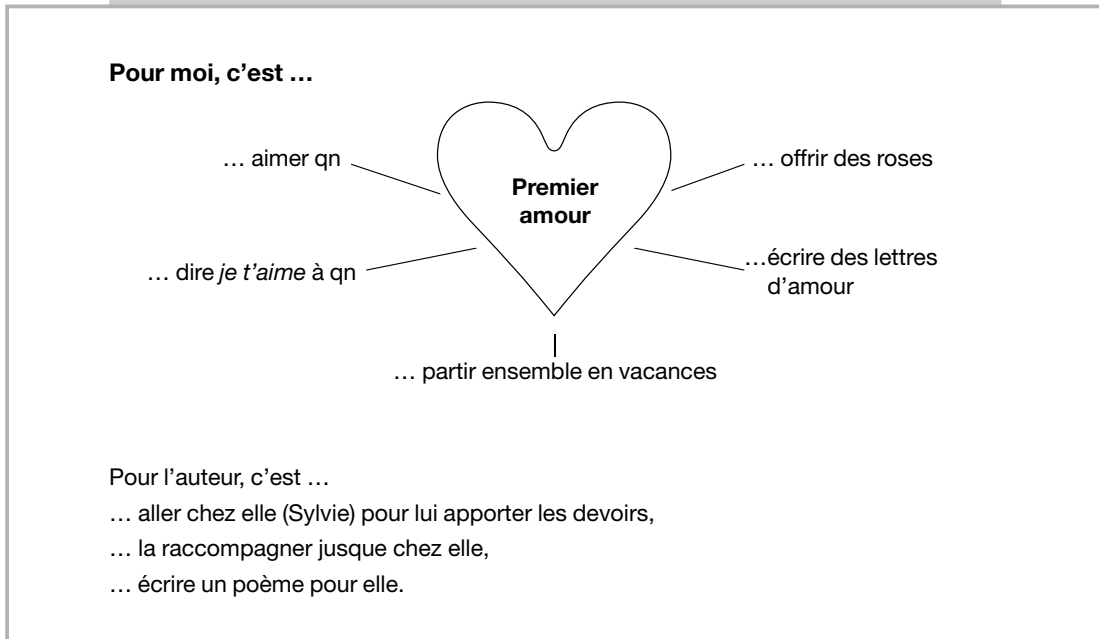 Pour moi, c’est …
… aimer qn
Premier
amour
… offrir des roses
… dire je t’aime à qn
…écrire des lettres
d’amour
… partir ensemble en vacances
Pour l’auteur, c’est …
… aller chez elle (Sylvie) pour lui apporter les devoirs,
… la raccompagner jusque chez elle,
… écrire un poème pour elle.